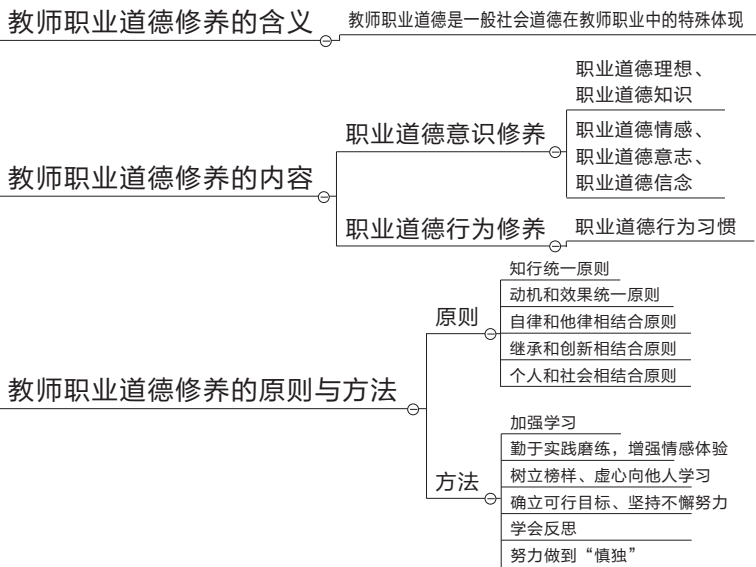 教师职业道德修养的含义
教师职业道德是一般社会道德在教师职业中的特殊体现
教师职业道德修养的内容
职业道德意识修养
职业道德理想、
职业道德知识
职业道德情感、
职业道德意志、
职业道德信念
职业道德行为修养
职业道德行为习惯
教师职业道德修养的原则与方法
原则
知行统一原则
动机和效果统一原则
自律和他律相结合原则
继承和创新相结合原则
个人和社会相结合原则
方法
加强学习
勤于实践磨练，增强情感体验
树立榜样、虚心向他人学习
确立可行目标、坚持不懈努力
学会反思
努力做到“慎独”